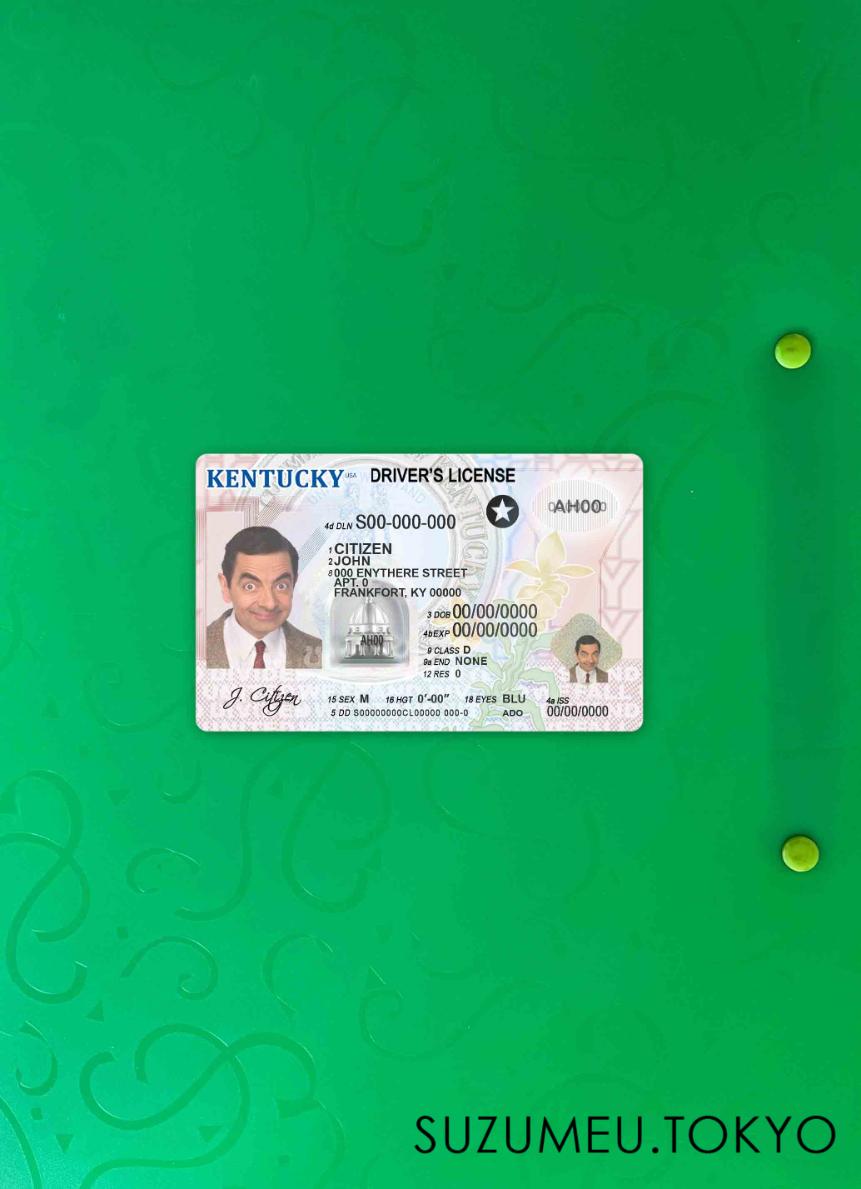 KENTUCKY USA DRIVER'S LICENSE
AH00
4d DLN S00-000-000
1 CITIZEN
2 JOHN
8 000 ENYTHERE STREET
APT. 0
FRANKFORT, KY 00000
3 DOB 00/00/0000
4b EXP 00/00/0000
AH00
9 CLASS D
9a END NONE
12 RES 0
J. Citizen
15 SEX M 16 HGT 0'-00" 18 EYES BLU 4a ISS
5 DD S00000000CL00000 000-0 ADO 00/00/0000
SUZUMEU.TOKYO